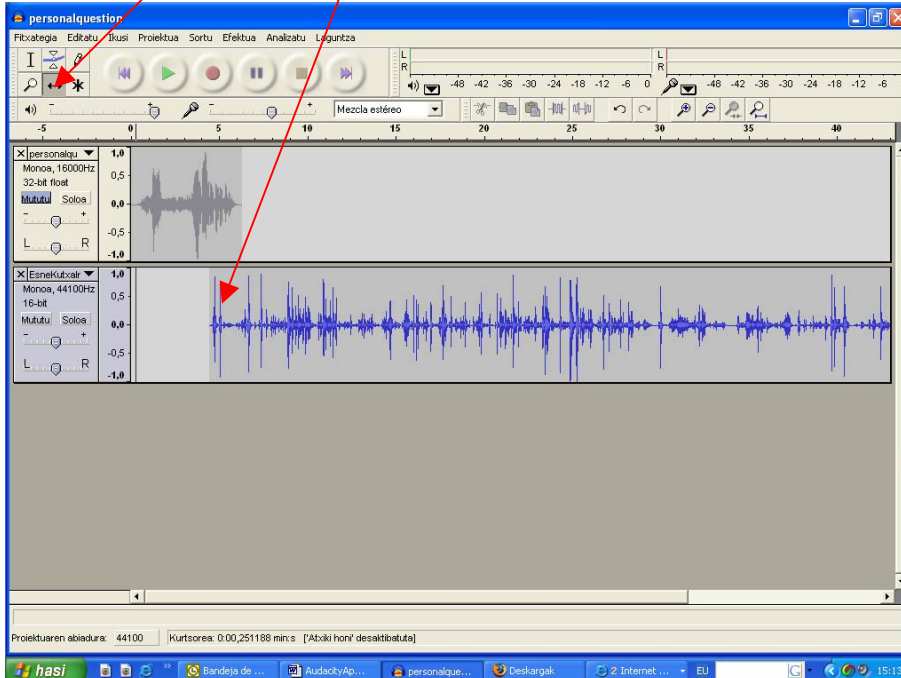 personalquestion
Fitxategia Editatu Ikusi Proiektua Sortu Efektua Analizatu Laguntza
L
R
-48 -42 -36 -30 -24 -18 -12 -6 0
L
R
-48 -42 -36 -30 -24 -18 -12 -6
Mezcla estéreo
-5 0 5 10 15 20 25 30 35 40
personalqu
Monoa, 16000Hz
32-bit float
Mututu Soloa
- +
L R
1,0
0,5
0,0
-0,5
-1,0
EsneKutxaIr
Monoa, 44100Hz
16-bit
Mututu Soloa
- +
L R
1,0
0,5
0,0
-0,5
-1,0
Proiektuaren abiadura: 44100 Kurtsorea: 0:00,251188 min:s ['Atxiki honi' desaktibatuta]
hasi Bandeja de ... AudacityAp... personalque... Deskargak 2 Internet ... EU G 15:13